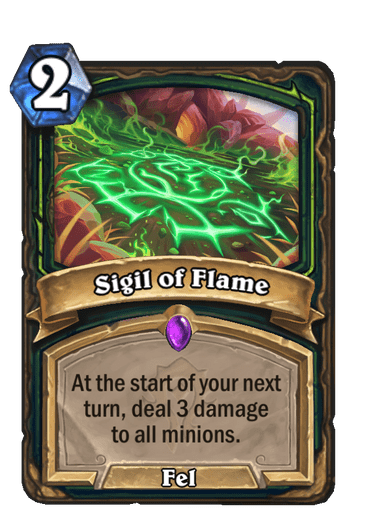 2
Sigil of Flame
At the start of your next
turn, deal 3 damage
to all minions.
Fel